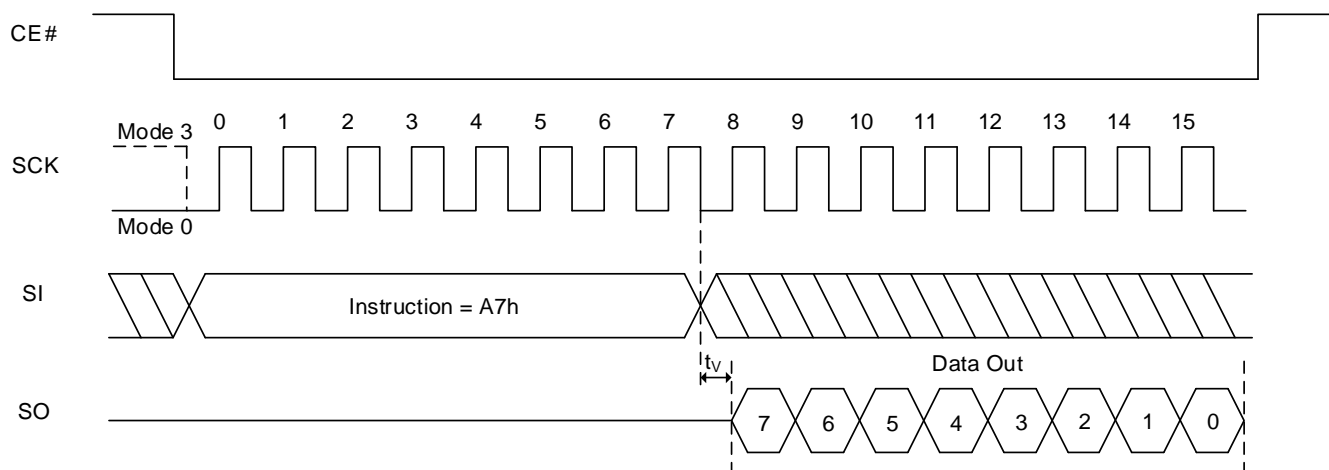 CE#
0 1 2 3 4 5 6 7 8 9 10 11 12 13 14 15
Mode 3
SCK
Mode 0
SI
Instruction = A7h
tV
Data Out
SO
7 6 5 4 3 2 1 0